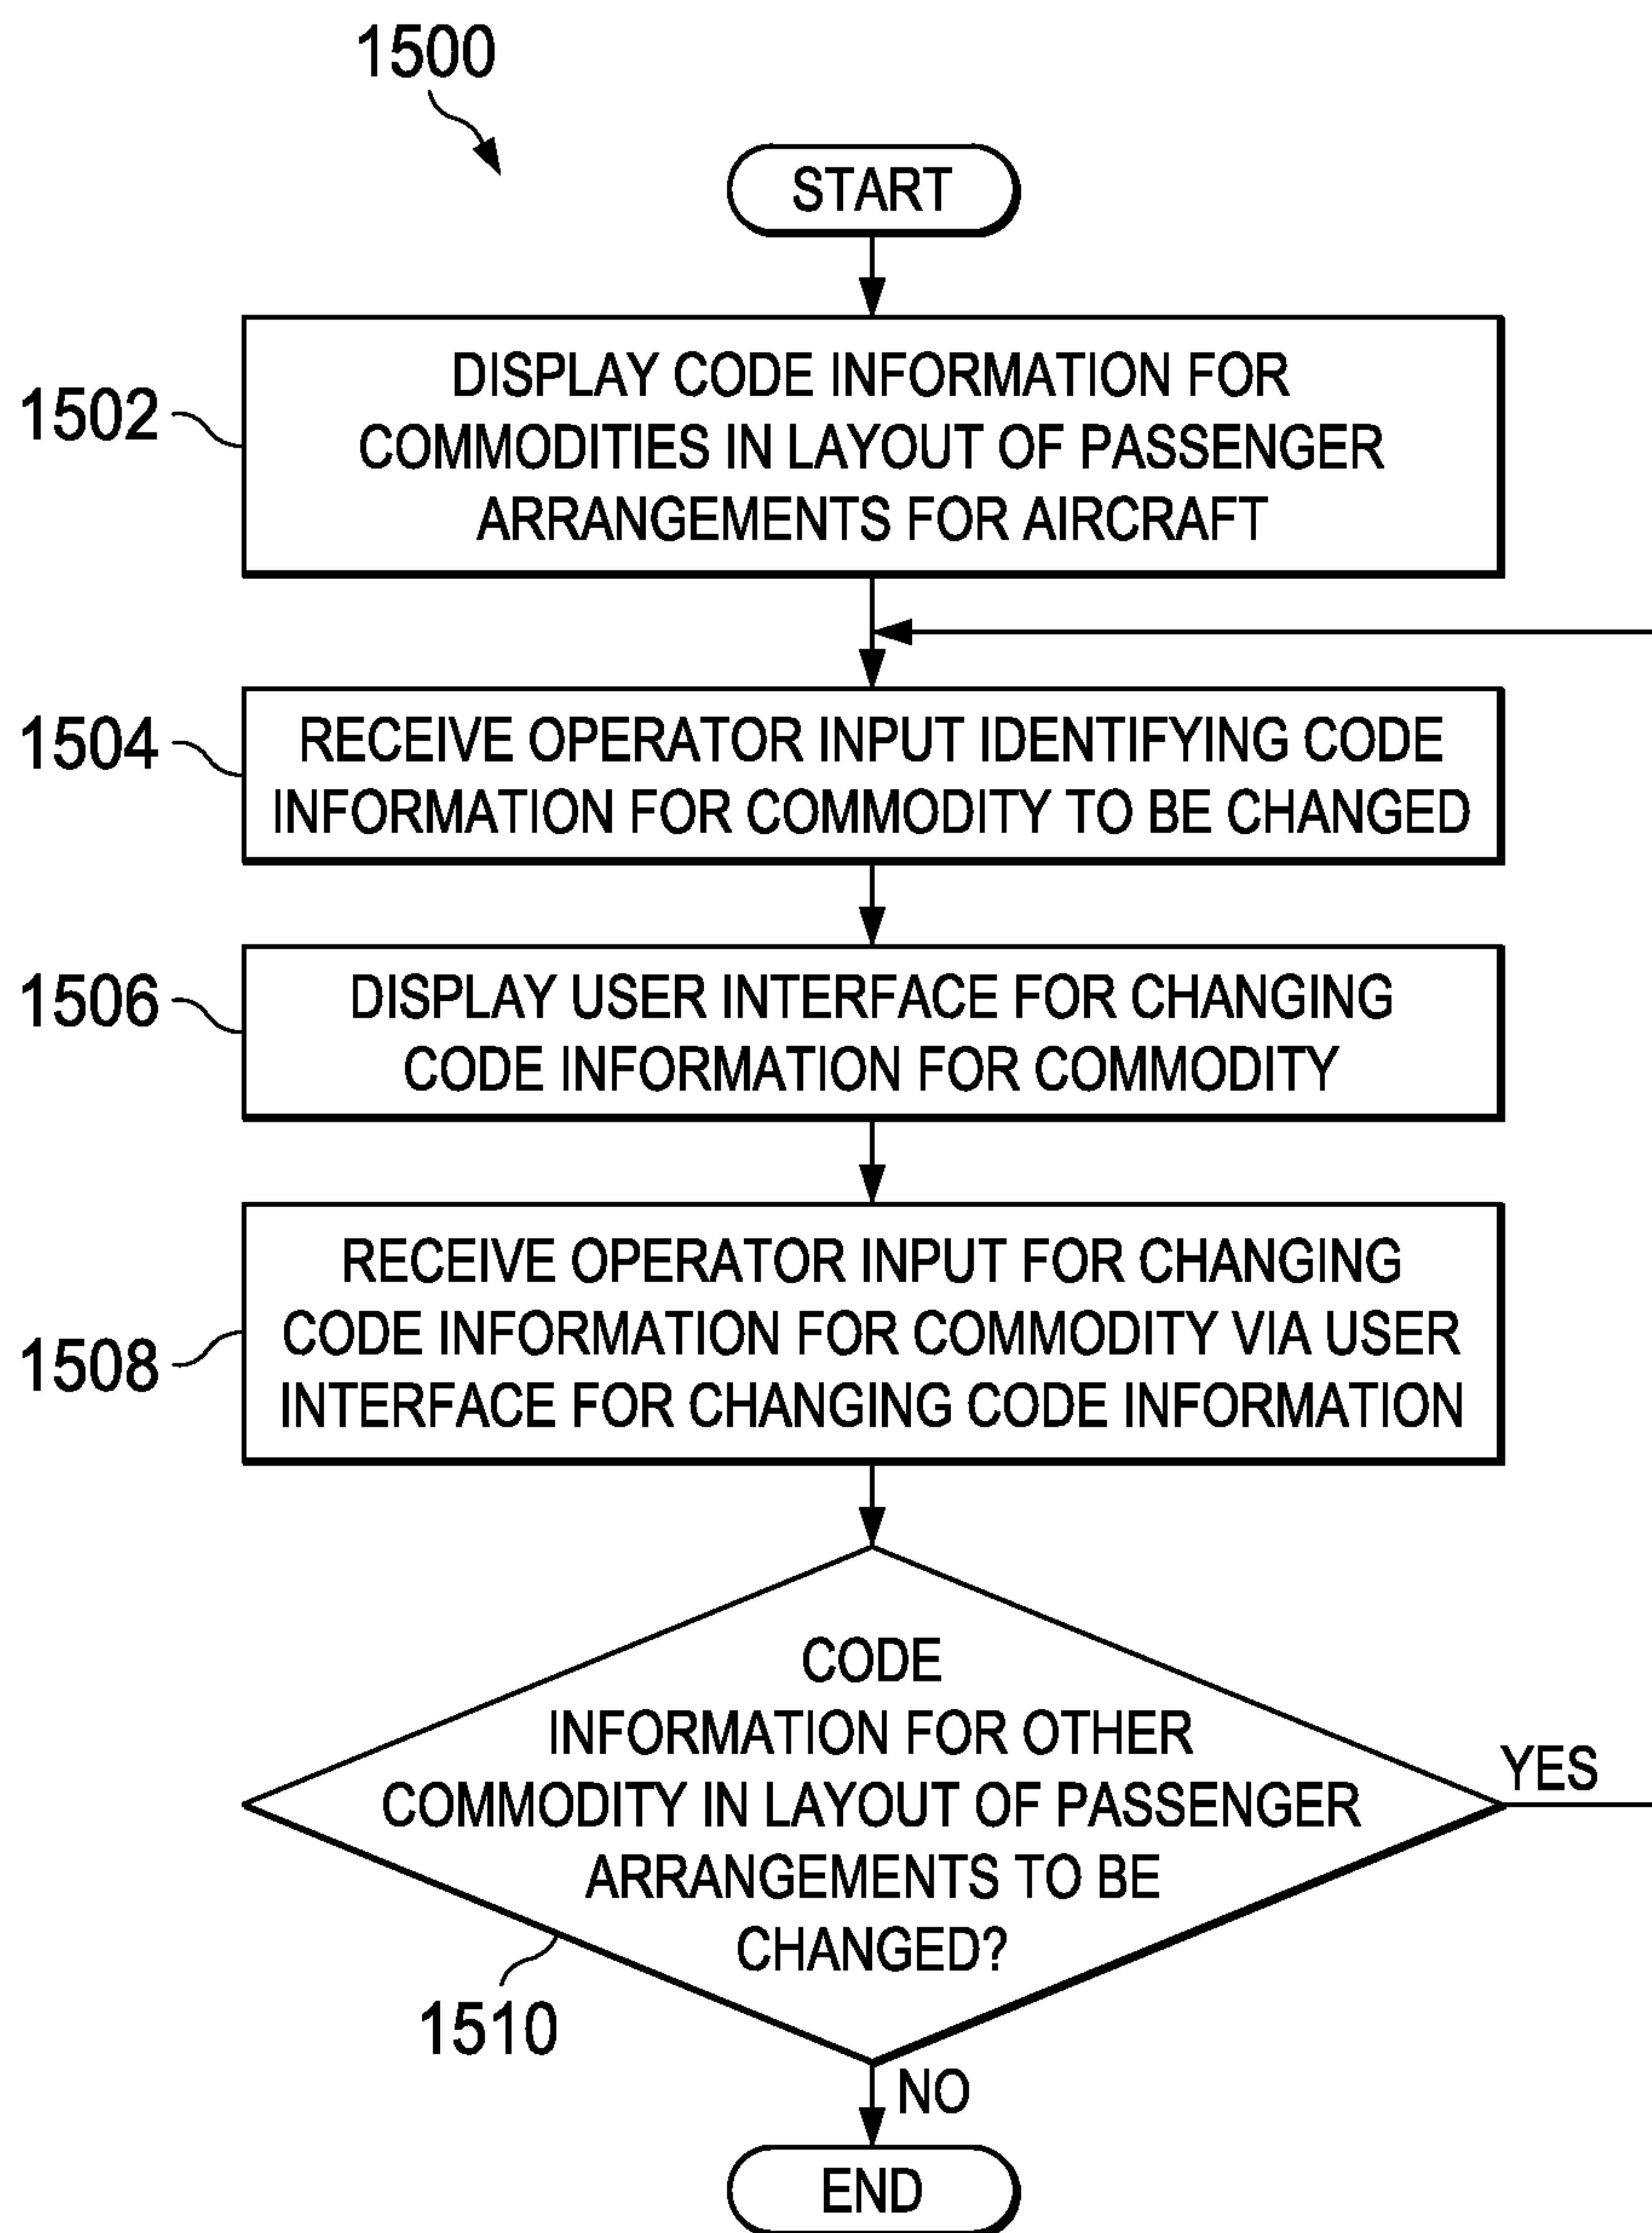 1500
START
1502
DISPLAY CODE INFORMATION FOR
COMMODITIES IN LAYOUT OF PASSENGER
ARRANGEMENTS FOR AIRCRAFT
1504
RECEIVE OPERATOR INPUT IDENTIFYING CODE
INFORMATION FOR COMMODITY TO BE CHANGED
1506
DISPLAY USER INTERFACE FOR CHANGING
CODE INFORMATION FOR COMMODITY
1508
RECEIVE OPERATOR INPUT FOR CHANGING
CODE INFORMATION FOR COMMODITY VIA USER
INTERFACE FOR CHANGING CODE INFORMATION
CODE
INFORMATION FOR OTHER
COMMODITY IN LAYOUT OF PASSENGER
ARRANGEMENTS TO BE
CHANGED?
YES
1510
NO
END